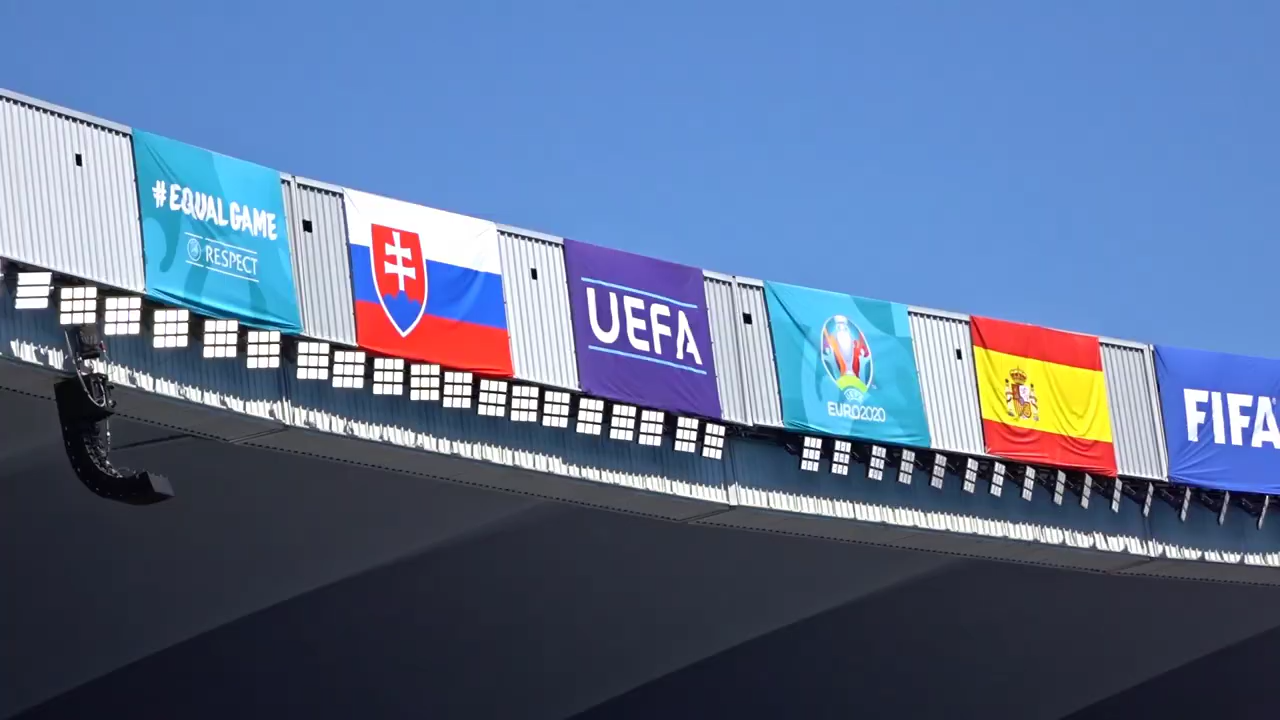 #EQUAL GAME
RESPECT
UEFA
EURO2020
FIFA